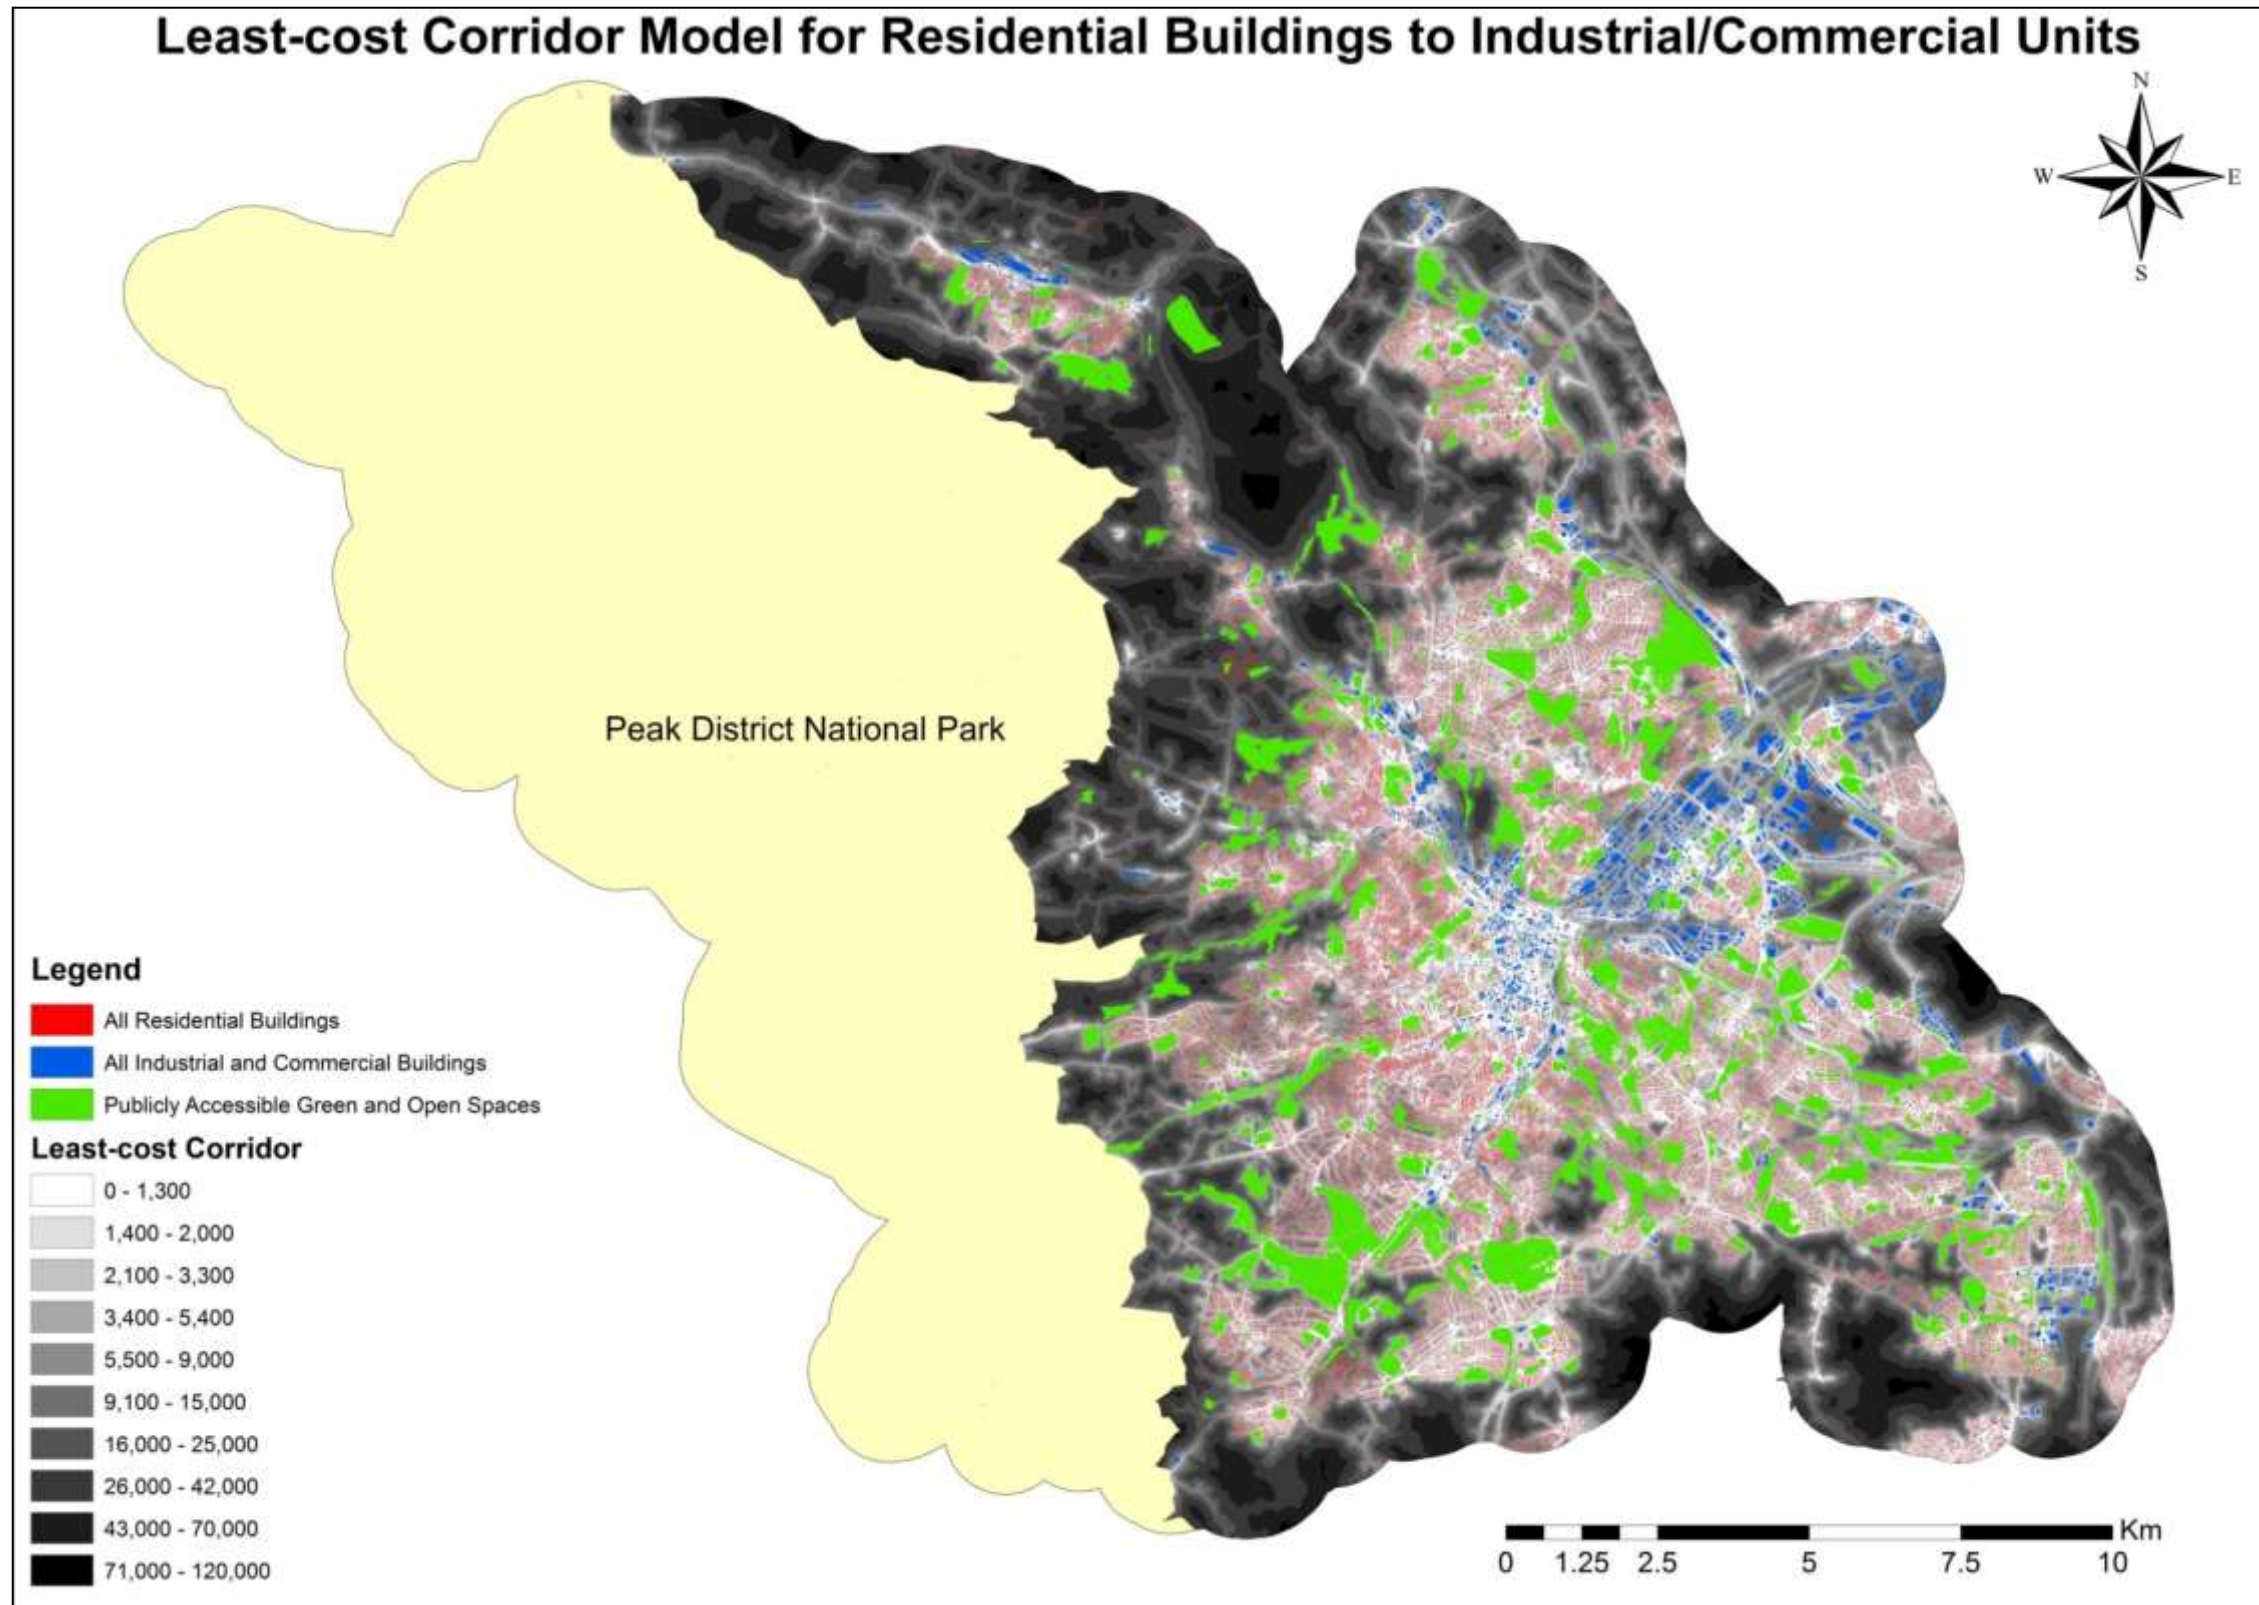 Least-cost Corridor Model for Residential Buildings to Industrial/Commercial Units
N
W
E
S
Peak District National Park
Legend
All Residential Buildings
All Industrial and Commercial Buildings
Publicly Accessible Green and Open Spaces
Least-cost Corridor
0 - 1,300
1,400 - 2,000
2,100 - 3,300
3,400 - 5,400
5,500 - 9,000
9,100 - 15,000
16,000 - 25,000
26,000 - 42,000
43,000 - 70,000
71,000 - 120,000
Km
0 1.25 2.5 5 7.5 10